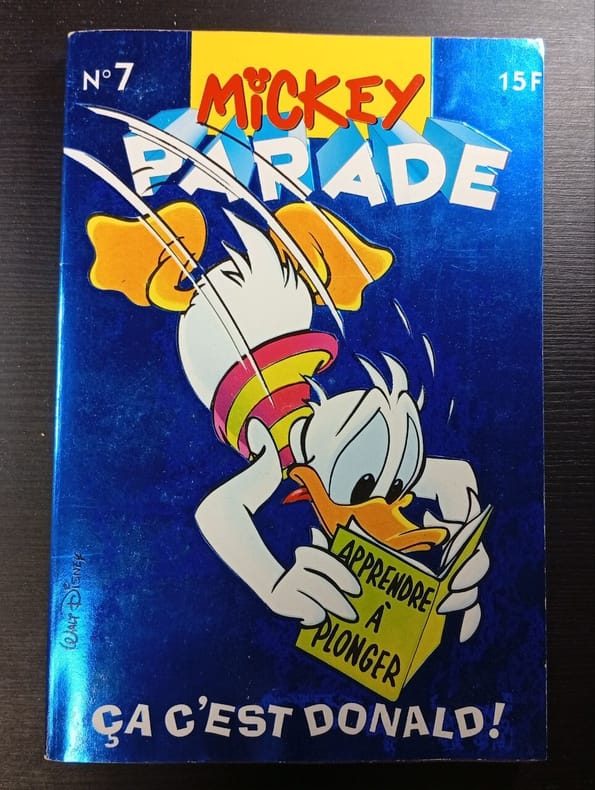 N°7
MiCKEY
15F
PARADE
APPRENDRE
À
PLONGER
WALT DISNEY
ÇA C'EST DONALD!